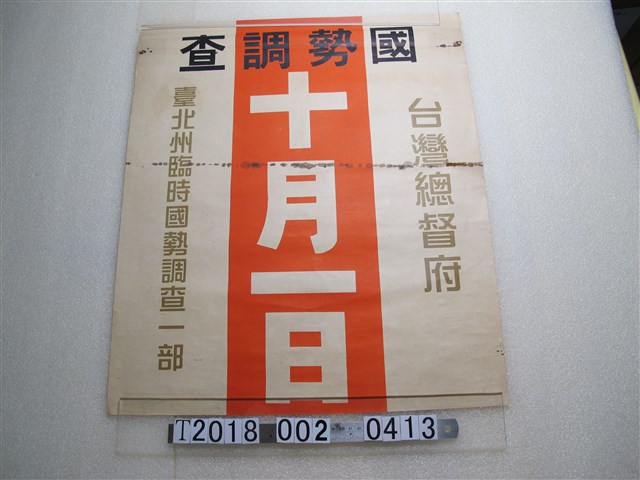 國勢調查
台灣總督府
十月一日
臺北州臨時國勢調查一部
T2018 002 0413